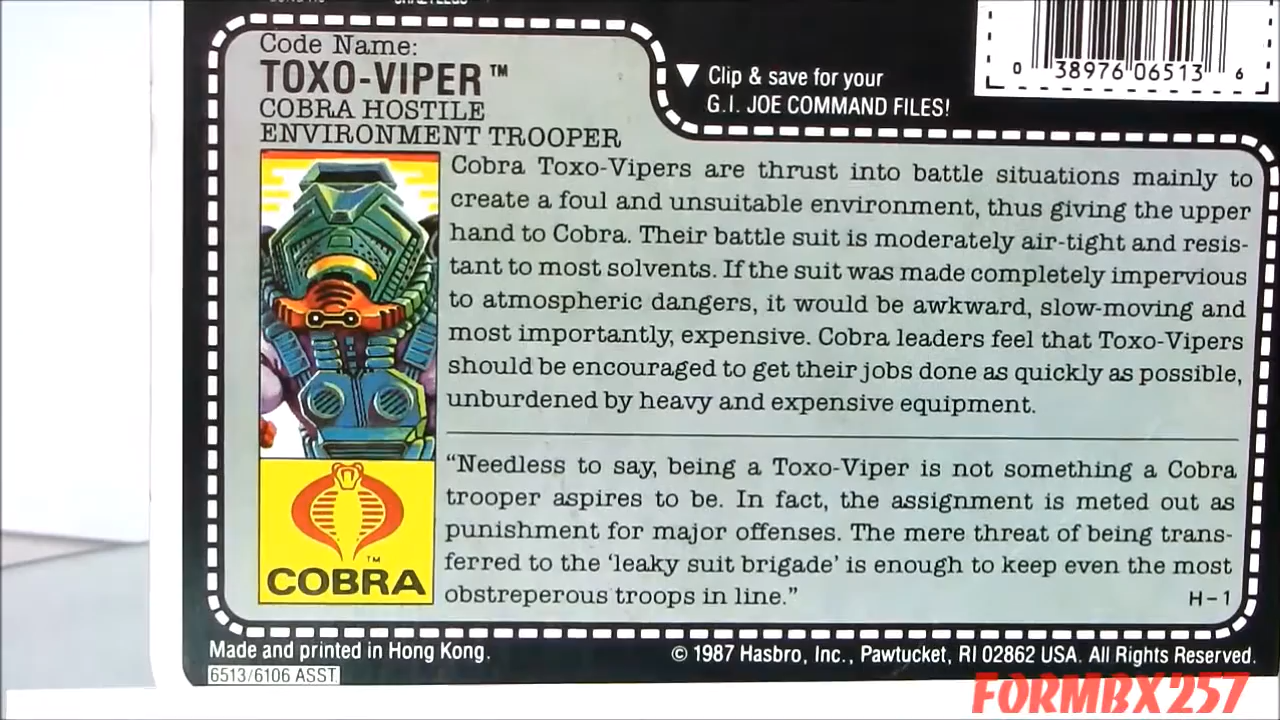 Code Name:
TOXO-VIPER™
COBRA HOSTILE
ENVIRONMENT TROOPER
▼ Clip & save for your
G.I. JOE COMMAND FILES!
0 38976 06513 6
Cobra Toxo-Vipers are thrust into battle situations mainly to
create a foul and unsuitable environment, thus giving the upper
hand to Cobra. Their battle suit is moderately air-tight and resis-
tant to most solvents. If the suit was made completely impervious
to atmospheric dangers, it would be awkward, slow-moving and
most importantly, expensive. Cobra leaders feel that Toxo-Vipers
should be encouraged to get their jobs done as quickly as possible,
unburdened by heavy and expensive equipment.
“Needless to say, being a Toxo-Viper is not something a Cobra
trooper aspires to be. In fact, the assignment is meted out as
punishment for major offenses. The mere threat of being trans-
ferred to the ‘leaky suit brigade’ is enough to keep even the most
obstreperous troops in line.”
H-1
™
COBRA
Made and printed in Hong Kong.
© 1987 Hasbro, Inc., Pawtucket, RI 02862 USA. All Rights Reserved.
6513/6106 ASST.
FORMBX257